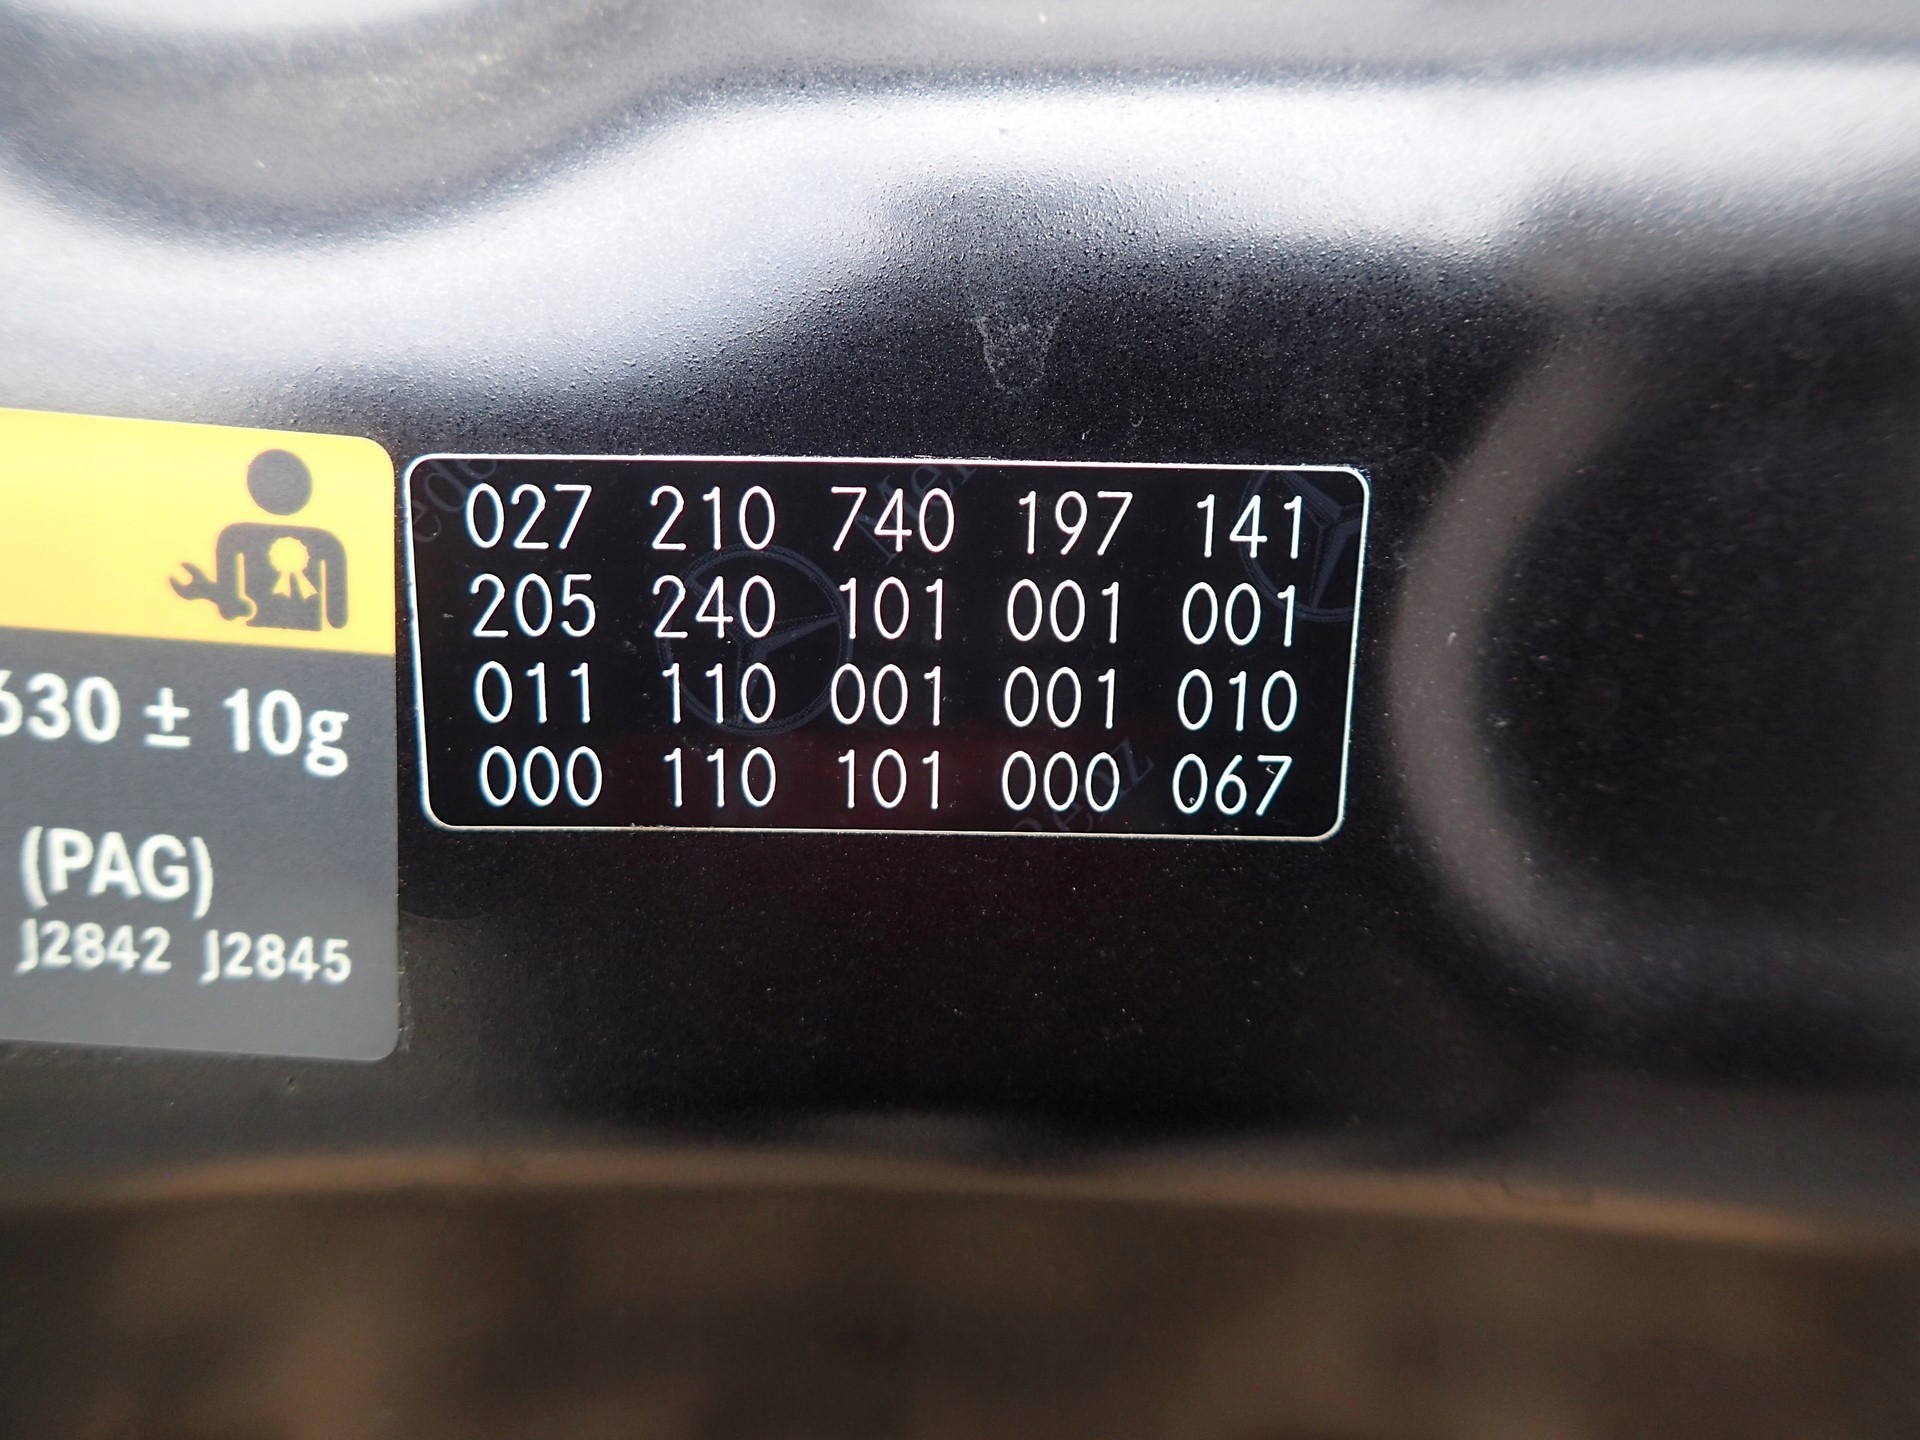 027 210 740 197 141
205 240 101 001 001
011 110 001 001 010
000 110 101 000 067
630 ± 10g
(PAG)
J2842 J2845